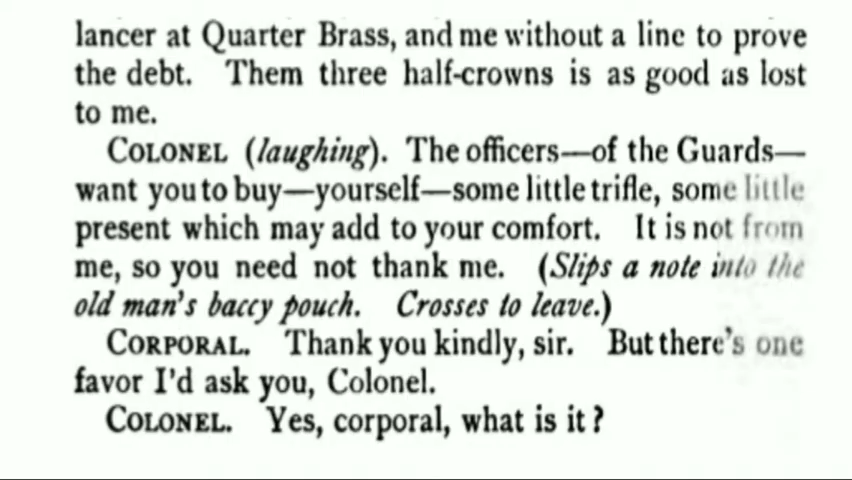 lancer at Quarter Brass, and me without a line to prove
the debt. Them three half-crowns is as good as lost
to me.
COLONEL (laughing). The officers—of the Guards—
want you to buy—yourself—some little trifle, some little
present which may add to your comfort. It is not from
me, so you need not thank me. (Slips a note into the
old man's baccy pouch. Crosses to leave.)
CORPORAL. Thank you kindly, sir. But there's one
favor I'd ask you, Colonel.
COLONEL. Yes, corporal, what is it?